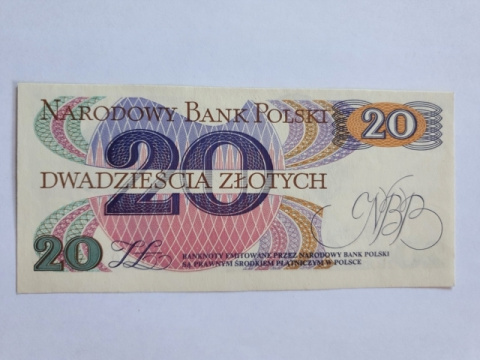 NARODOWY BANK POLSKI
20
20
DWADZIEŚCIA ZŁOTYCH
NBP
20
ZŁ
BANKNOTY EMITOWANE PRZEZ NARODOWY BANK POLSKI
SĄ PRAWNYM ŚRODKIEM PŁATNICZYM W POLSCE